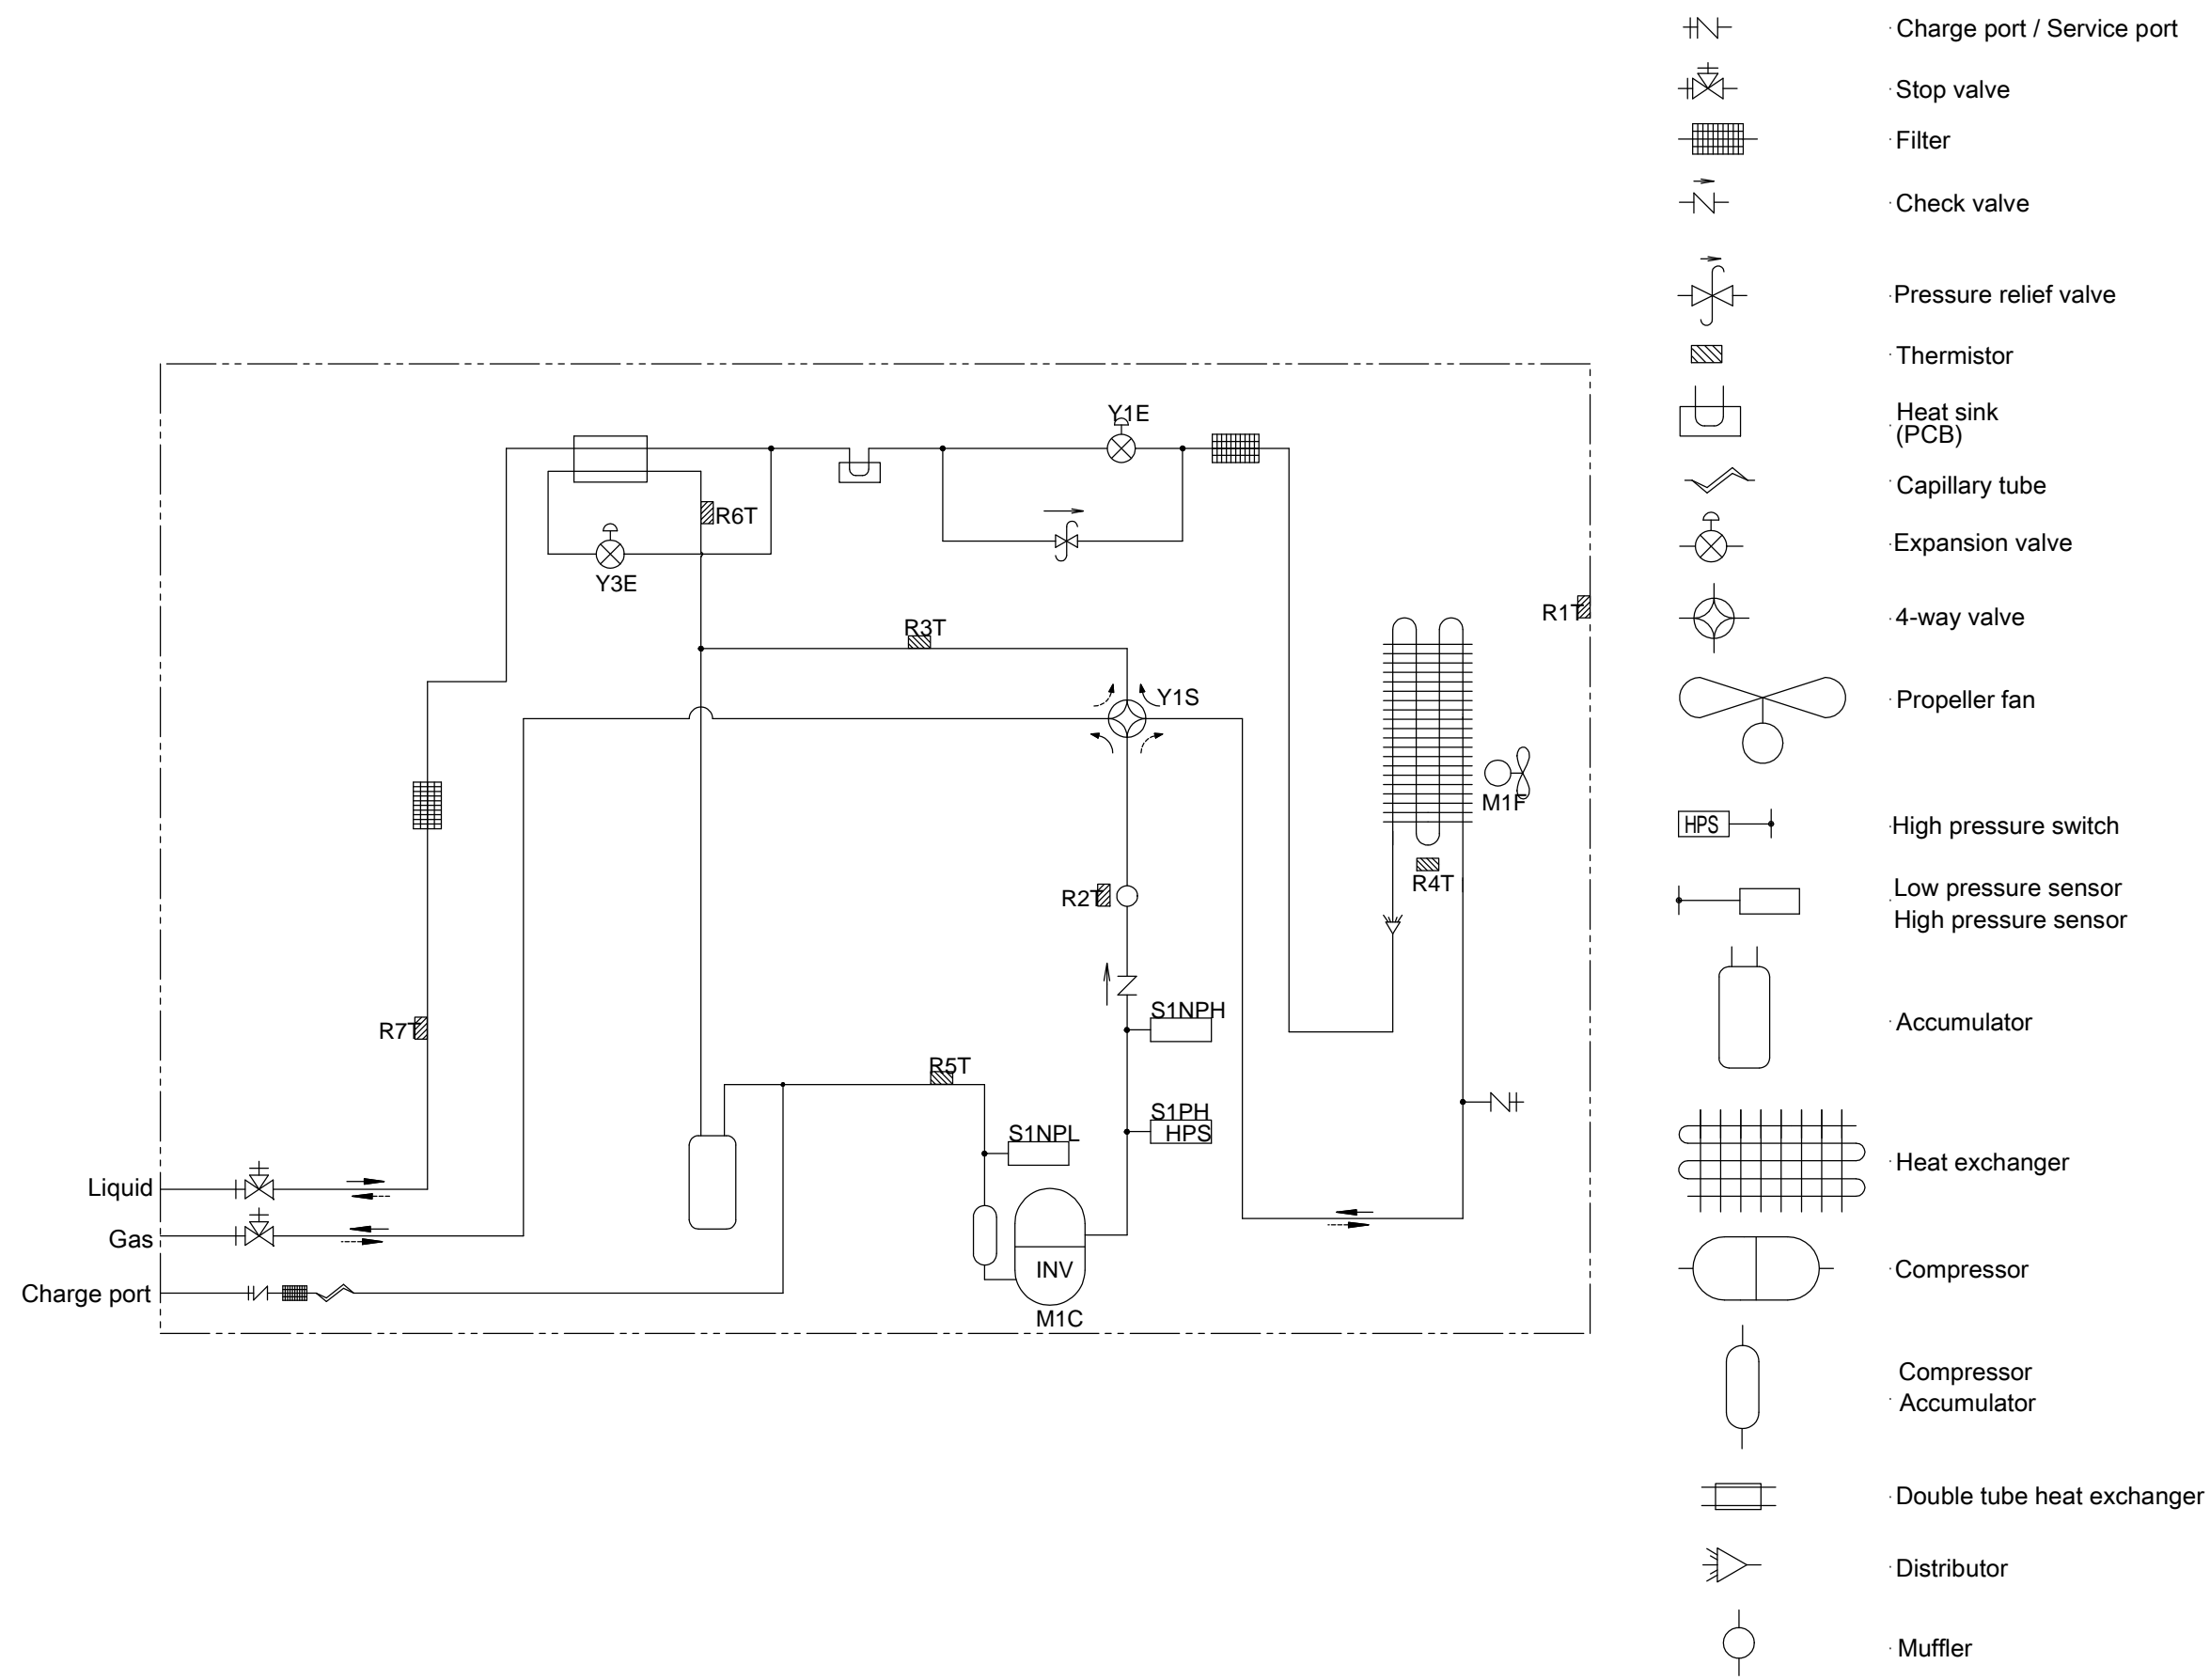 Charge port / Service port
Stop valve
Filter
Check valve
Pressure relief valve
Thermistor
Heat sink
(PCB)
Capillary tube
Expansion valve
4-way valve
Propeller fan
HPS
High pressure switch
Low pressure sensor
High pressure sensor
Accumulator
Heat exchanger
Compressor
Compressor
Accumulator
Double tube heat exchanger
Distributor
Muffler
Y1E
R6T
Y3E
R1T
R3T
Y1S
M1F
R4T
R2T
S1NPH
R7T
R5T
S1PH
HPS
S1NPL
Liquid
Gas
INV
Charge port
M1C